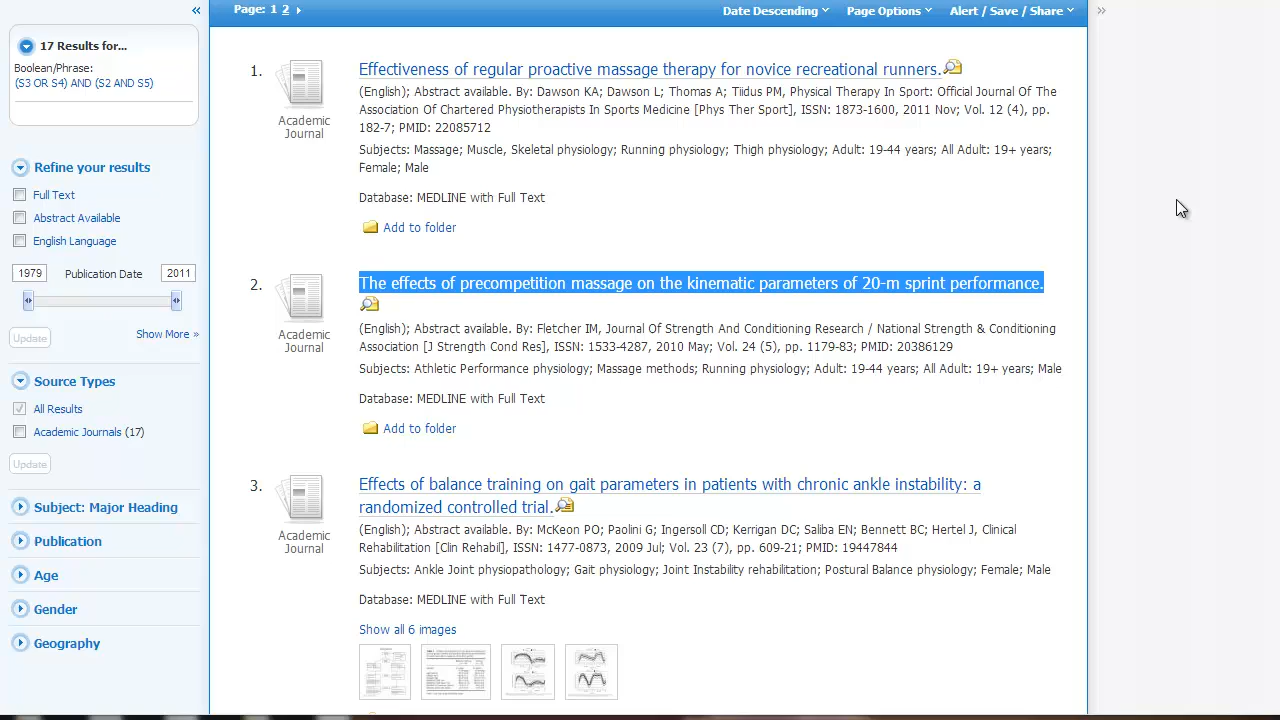 «
Page: 1 2
Date Descending
Page Options
Alert / Save / Share
»
17 Results for...
Boolean/Phrase:
(S3 OR S4) AND (S2 AND S5)
Refine your results
Full Text
Abstract Available
English Language
1979 Publication Date 2011
Update
Show More »
Source Types
All Results
Academic Journals (17)
Update
Subject: Major Heading
Publication
Age
Gender
Geography
1.
Academic
Journal
Effectiveness of regular proactive massage therapy for novice recreational runners.
(English); Abstract available. By: Dawson KA; Dawson L; Thomas A; Tiidus PM, Physical Therapy In Sport: Official Journal Of The
Association Of Chartered Physiotherapists In Sports Medicine [Phys Ther Sport], ISSN: 1873-1600, 2011 Nov; Vol. 12 (4), pp.
182-7; PMID: 22085712
Subjects: Massage; Muscle, Skeletal physiology; Running physiology; Thigh physiology; Adult: 19-44 years; All Adult: 19+ years;
Female; Male
Database: MEDLINE with Full Text
Add to folder
2.
Academic
Journal
The effects of precompetition massage on the kinematic parameters of 20-m sprint performance.
(English); Abstract available. By: Fletcher IM, Journal Of Strength And Conditioning Research / National Strength & Conditioning
Association [J Strength Cond Res], ISSN: 1533-4287, 2010 May; Vol. 24 (5), pp. 1179-83; PMID: 20386129
Subjects: Athletic Performance physiology; Massage methods; Running physiology; Adult: 19-44 years; All Adult: 19+ years; Male
Database: MEDLINE with Full Text
Add to folder
3.
Academic
Journal
Effects of balance training on gait parameters in patients with chronic ankle instability: a
randomized controlled trial.
(English); Abstract available. By: McKeon PO; Paolini G; Ingersoll CD; Kerrigan DC; Saliba EN; Bennett BC; Hertel J, Clinical
Rehabilitation [Clin Rehabil], ISSN: 1477-0873, 2009 Jul; Vol. 23 (7), pp. 609-21; PMID: 19447844
Subjects: Ankle Joint physiopathology; Gait physiology; Joint Instability rehabilitation; Postural Balance physiology; Female; Male
Database: MEDLINE with Full Text
Show all 6 images